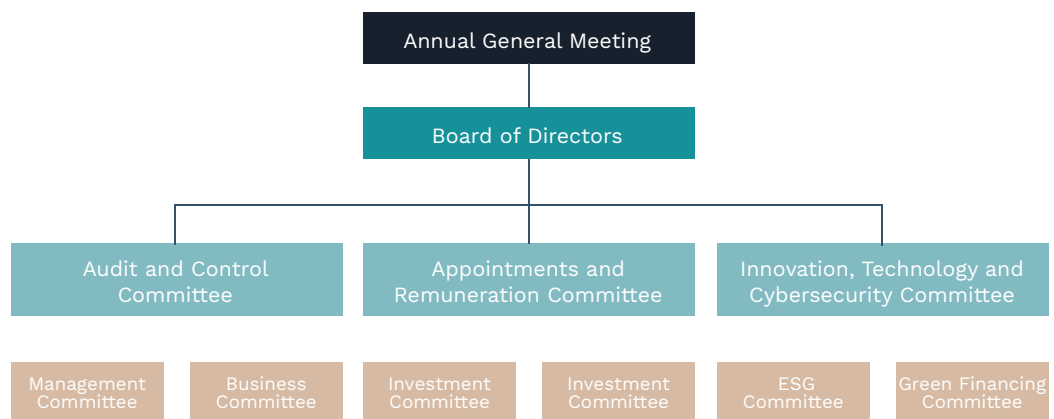 Annual General Meeting
Board of Directors
Audit and Control
Committee
Appointments and
Remuneration Committee
Innovation, Technology and
Cybersecurity Committee
Management
Committee
Business
Committee
Investment
Committee
Investment
Committee
ESG
Committee
Green Financing
Committee